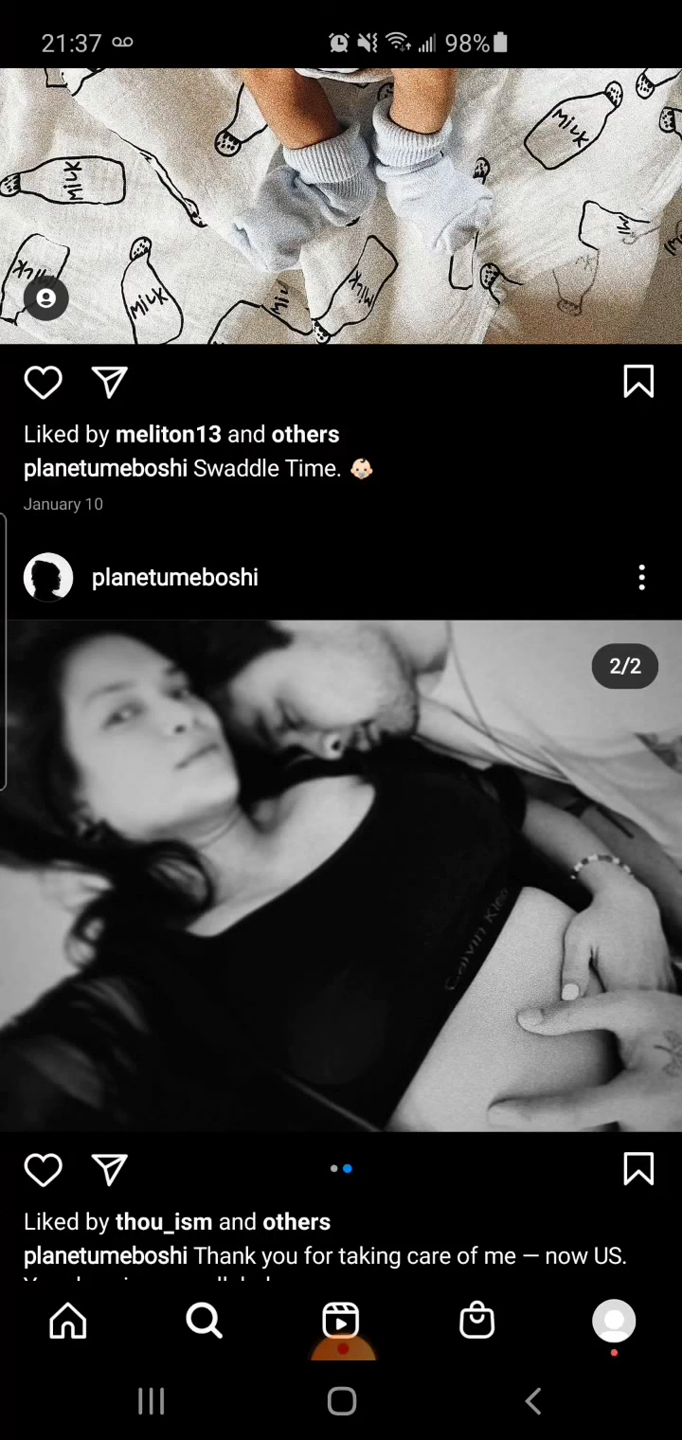 21:37
98%
MILK
MILK
MILK
MILK
MILK
Liked by meliton13 and others
planetumeboshi Swaddle Time. 👶🏻
January 10
planetumeboshi
2/2
Calvin Klein
Liked by thou_ism and others
planetumeboshi Thank you for taking care of me — now US.